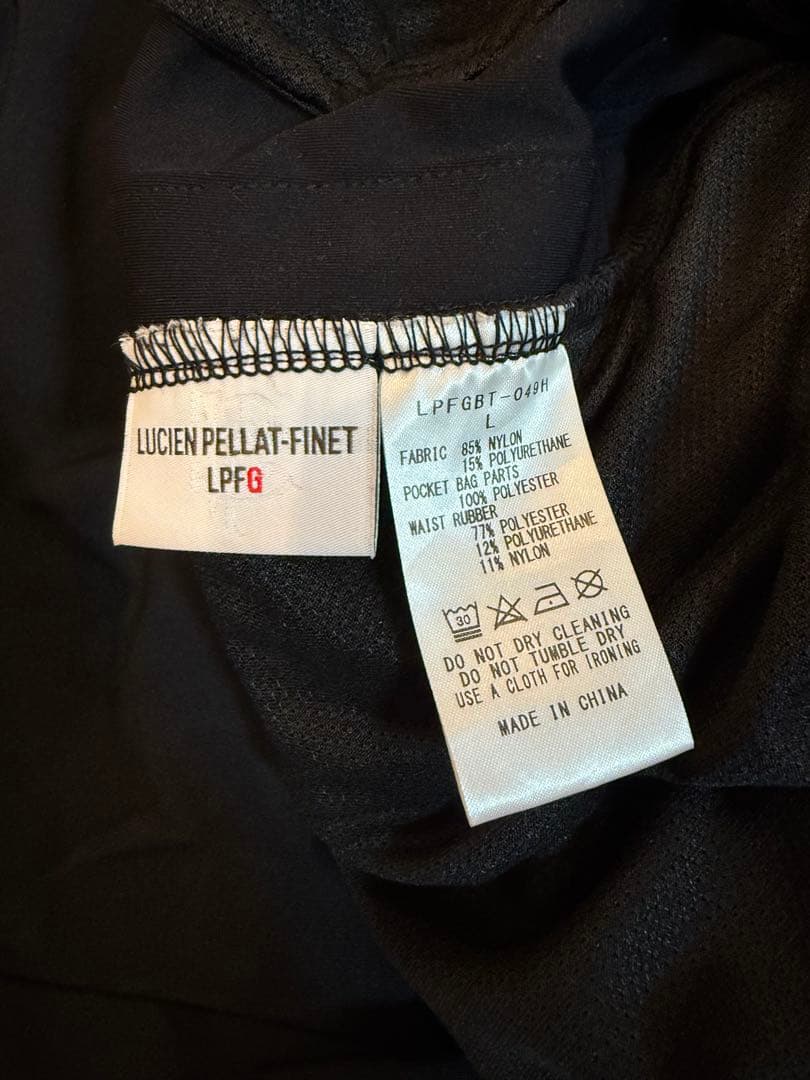 LUCIEN PELLAT-FINET
LPFG
LPFGBT-049H
L
FABRIC 85% NYLON
15% POLYURETHANE
POCKET BAG PARTS
100% POLYESTER
WAIST RUBBER
77% POLYESTER
12% POLYURETHANE
11% NYLON
30
DO NOT DRY CLEANING
DO NOT TUMBLE DRY
USE A CLOTH FOR IRONING
MADE IN CHINA